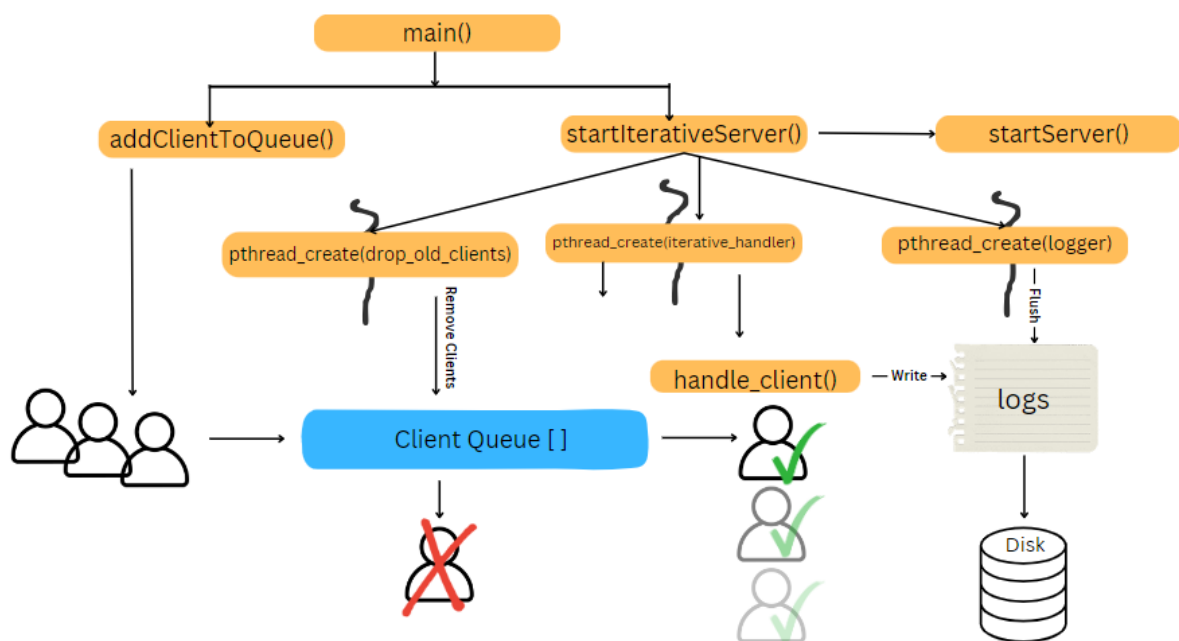 main()
addClientToQueue()
startIterativeServer()
startServer()
pthread_create(drop_old_clients)
pthread_create(iterative_handler)
pthread_create(logger)
Remove Clients
Flush
handle_client()
Write
logs
Client Queue [ ]
Disk